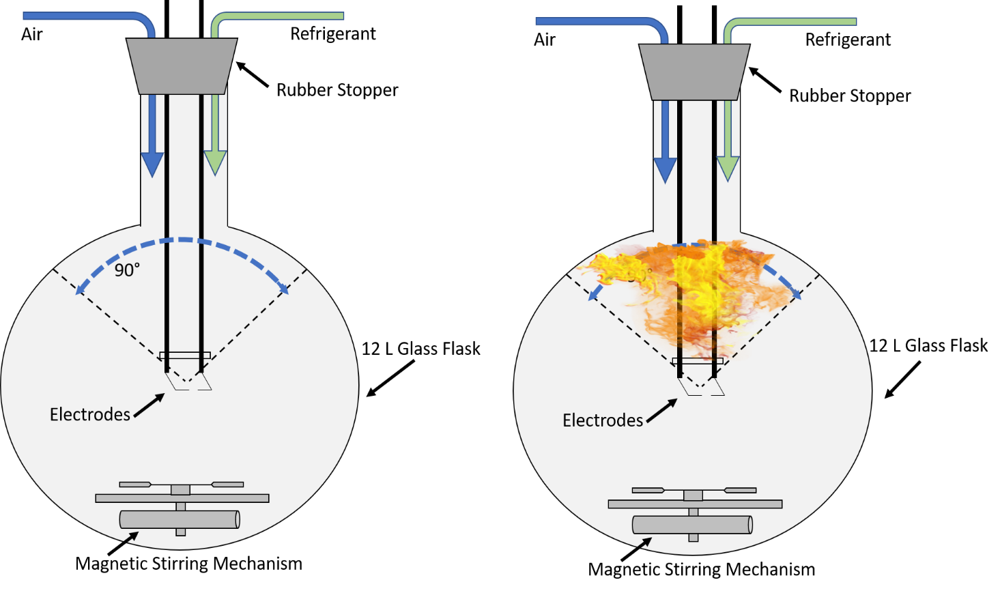 Air
Refrigerant
Rubber Stopper
90°
12 L Glass Flask
Electrodes
Magnetic Stirring Mechanism
Air
Refrigerant
Rubber Stopper
12 L Glass Flask
Electrodes
Magnetic Stirring Mechanism